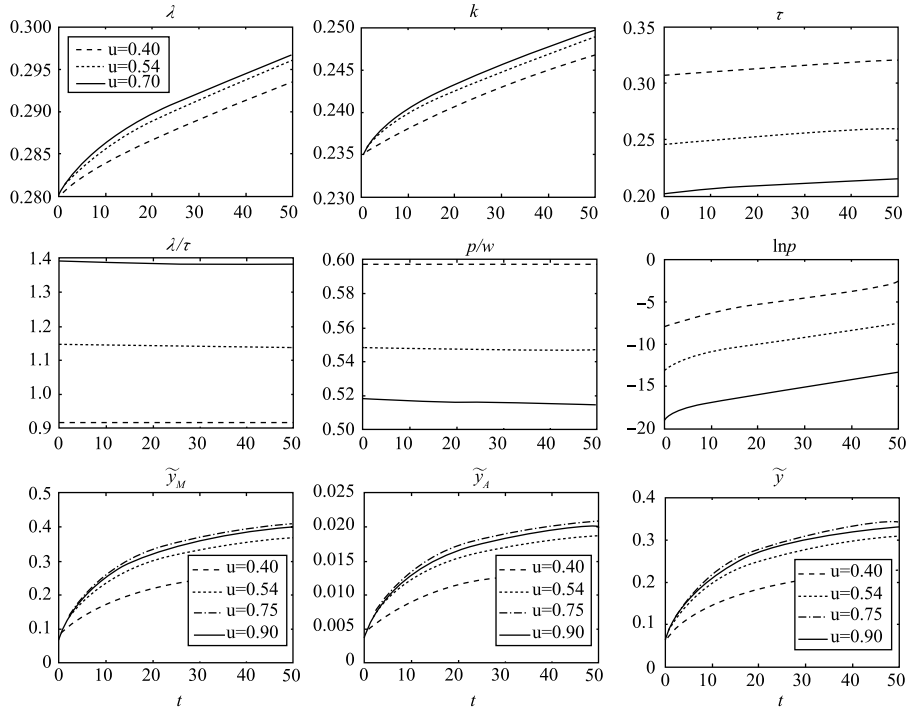 λ
0.300
0.295
0.290
0.285
0.280
0 10 20 30 40 50
u=0.40
u=0.54
u=0.70
k
0.250
0.245
0.240
0.235
0.230
0 10 20 30 40 50
τ
0.35
0.30
0.25
0.20
0 10 20 30 40 50
λ/τ
1.4
1.3
1.2
1.1
1.0
0.9
0 10 20 30 40 50
p/w
0.60
0.58
0.56
0.54
0.52
0.50
0 10 20 30 40 50
lnp
0
−5
−10
−15
−20
0 10 20 30 40 50
ỹ_M
0.5
0.4
0.3
0.2
0.1
0
0 10 20 30 40 50
t
u=0.40
u=0.54
u=0.75
u=0.90
ỹ_A
0.025
0.020
0.015
0.010
0.005
0
0 10 20 30 40 50
t
u=0.40
u=0.54
u=0.75
u=0.90
ỹ
0.4
0.3
0.2
0.1
0
0 10 20 30 40 50
t
u=0.40
u=0.54
u=0.75
u=0.90